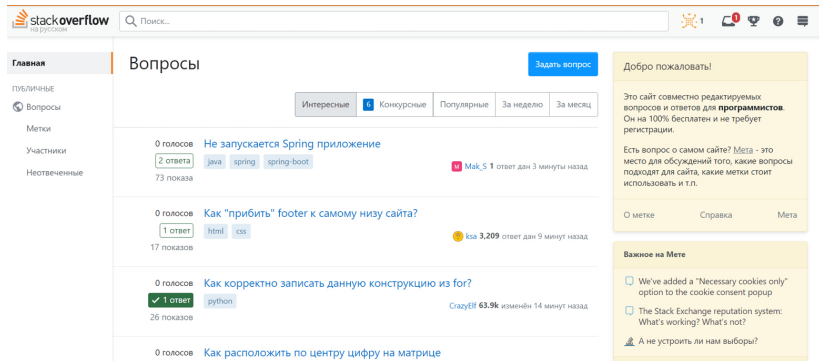 stackoverflow
на русском
Поиск...
1
1
Главная
ПУБЛИЧНЫЕ
Вопросы
Метки
Участники
Неотвеченные
Вопросы
Задать вопрос
Интересные
6 Конкурсные
Популярные
За неделю
За месяц
0 голосов
2 ответа
73 показа
Не запускается Spring приложение
java spring spring-boot
Mak_S 1 ответ дан 3 минуты назад
0 голосов
1 ответ
17 показов
Как "прибить" footer к самому низу сайта?
html css
ksa 3,209 ответ дан 9 минут назад
0 голосов
1 ответ
26 показов
Как корректно записать данную конструкцию из for?
python
CrazyElf 63.9k изменён 14 минут назад
0 голосов
Как расположить по центру цифру на матрице
Добро пожаловать!
Это сайт совместно редактируемых
вопросов и ответов для программистов.
Он на 100% бесплатен и не требует
регистрации.
Есть вопрос о самом сайте? Мета - это
место для обсуждений того, какие вопросы
подходят для сайта, какие метки стоит
использовать и т.п.
О метке
Справка
Мета
Важное на Мете
We've added a "Necessary cookies only"
option to the cookie consent popup
The Stack Exchange reputation system:
What's working? What's not?
А не устроить ли нам выборы?